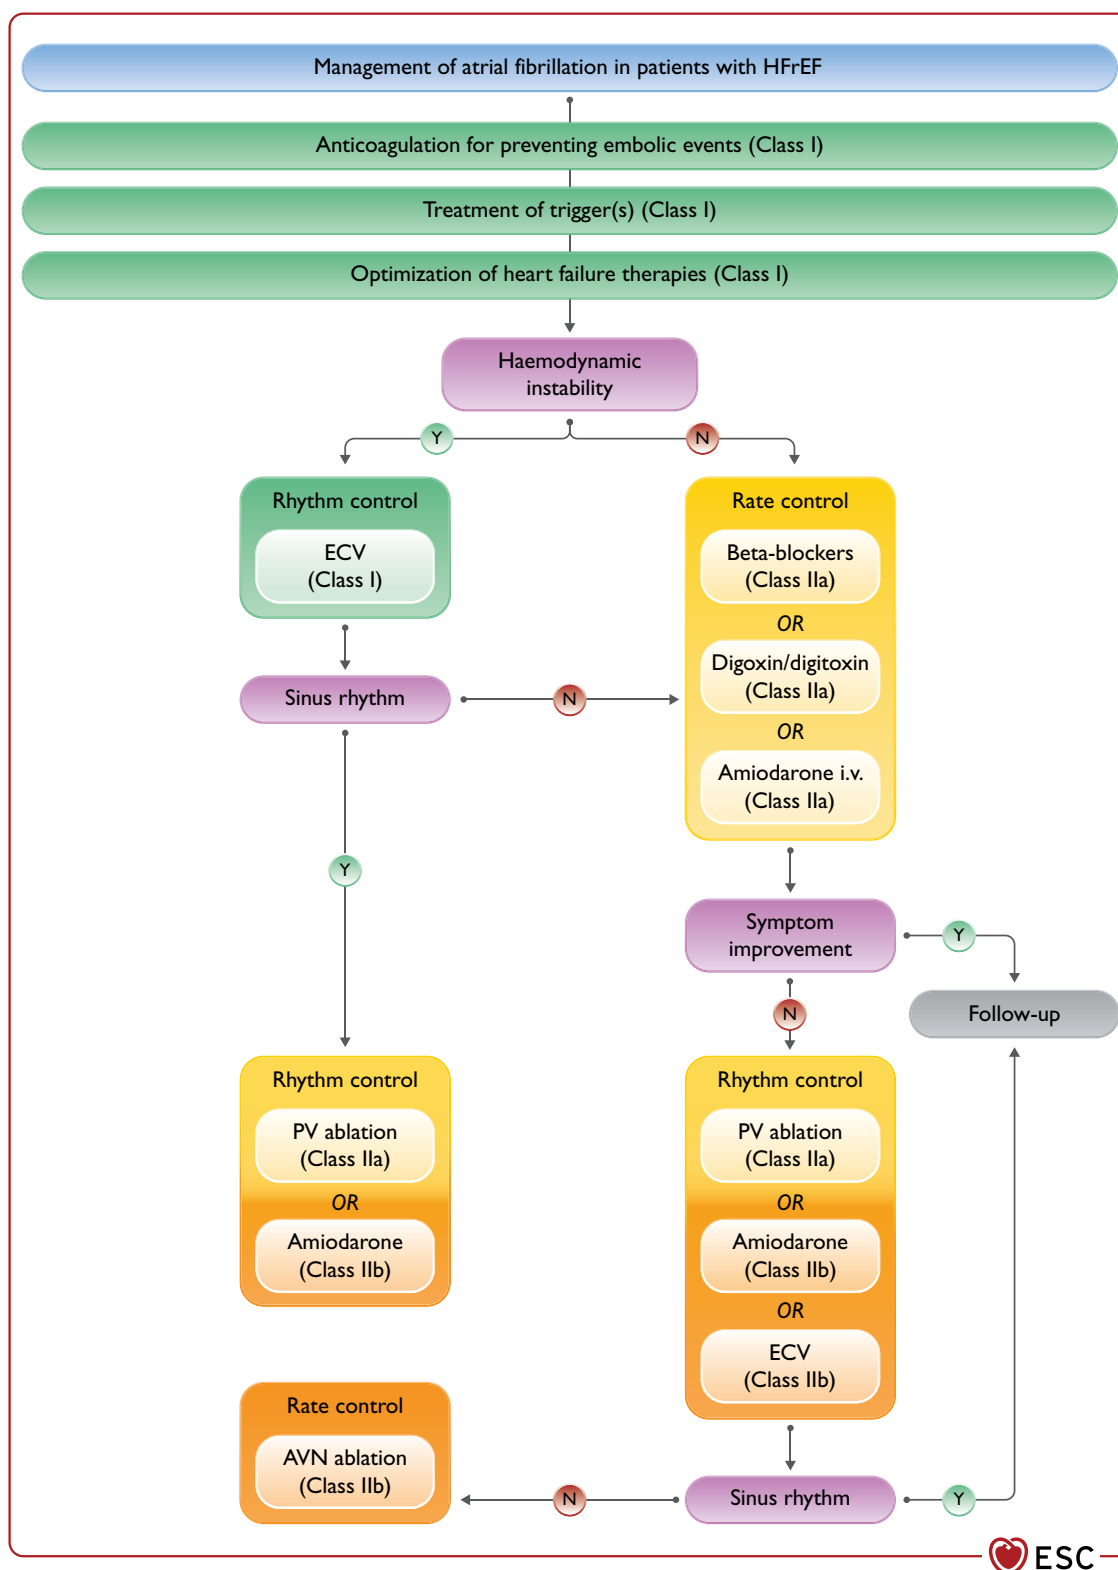 Management of atrial fibrillation in patients with HFrEF
Anticoagulation for preventing embolic events (Class I)
Treatment of trigger(s) (Class I)
Optimization of heart failure therapies (Class I)
Haemodynamic
instability
Y
N
Rhythm control
ECV
(Class I)
Rate control
Beta-blockers
(Class IIa)
OR
Digoxin/digitoxin
(Class IIa)
OR
Amiodarone i.v.
(Class IIa)
Sinus rhythm
N
Y
Symptom
improvement
Y
N
Follow-up
Rhythm control
PV ablation
(Class IIa)
OR
Amiodarone
(Class IIb)
Rhythm control
PV ablation
(Class IIa)
OR
Amiodarone
(Class IIb)
OR
ECV
(Class IIb)
Rate control
AVN ablation
(Class IIb)
N
Sinus rhythm
Y
ESC